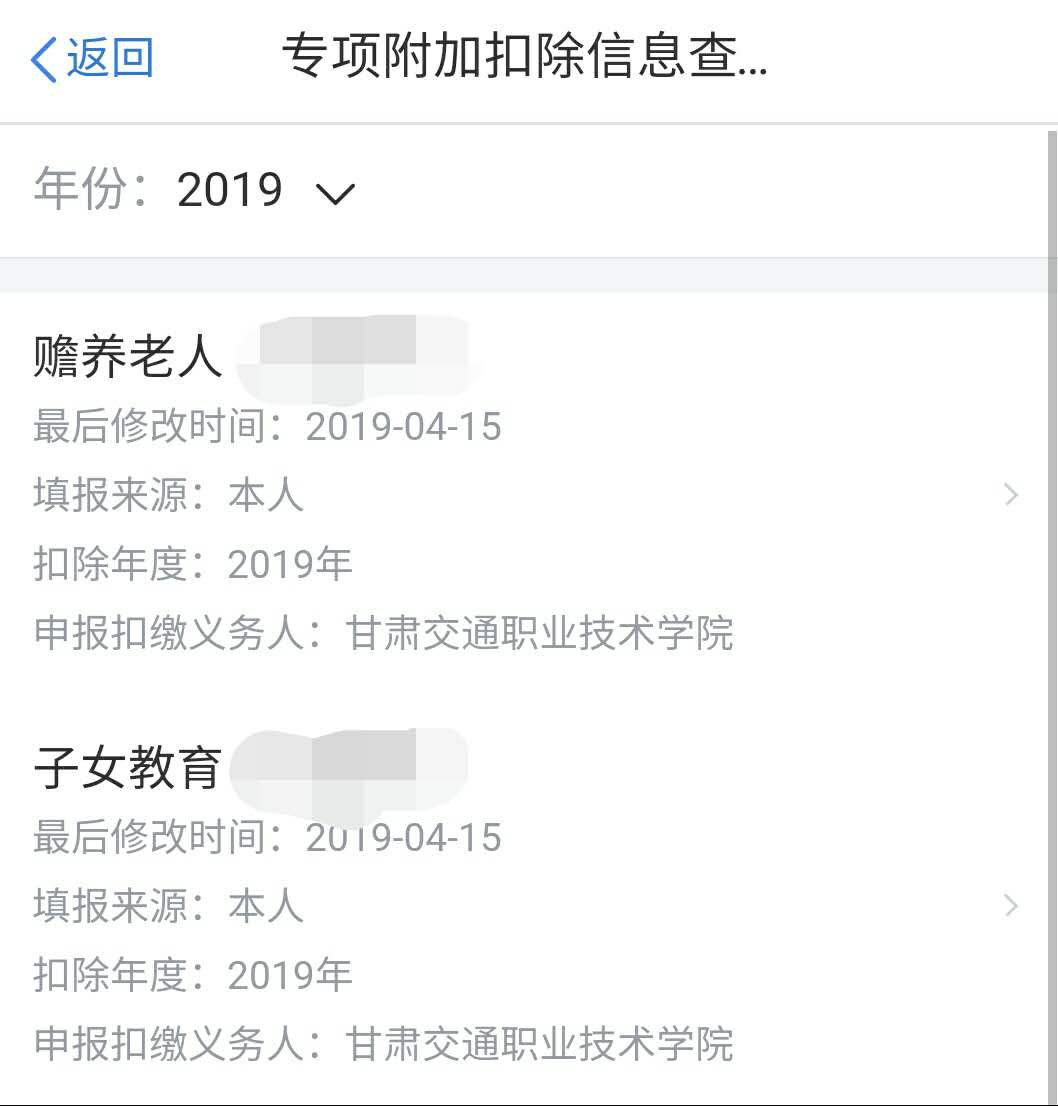 返回
专项附加扣除信息查...
年份：2019
赡养老人
最后修改时间：2019-04-15
填报来源：本人
扣除年度：2019年
申报扣缴义务人：甘肃交通职业技术学院
子女教育
最后修改时间：2019-04-15
填报来源：本人
扣除年度：2019年
申报扣缴义务人：甘肃交通职业技术学院